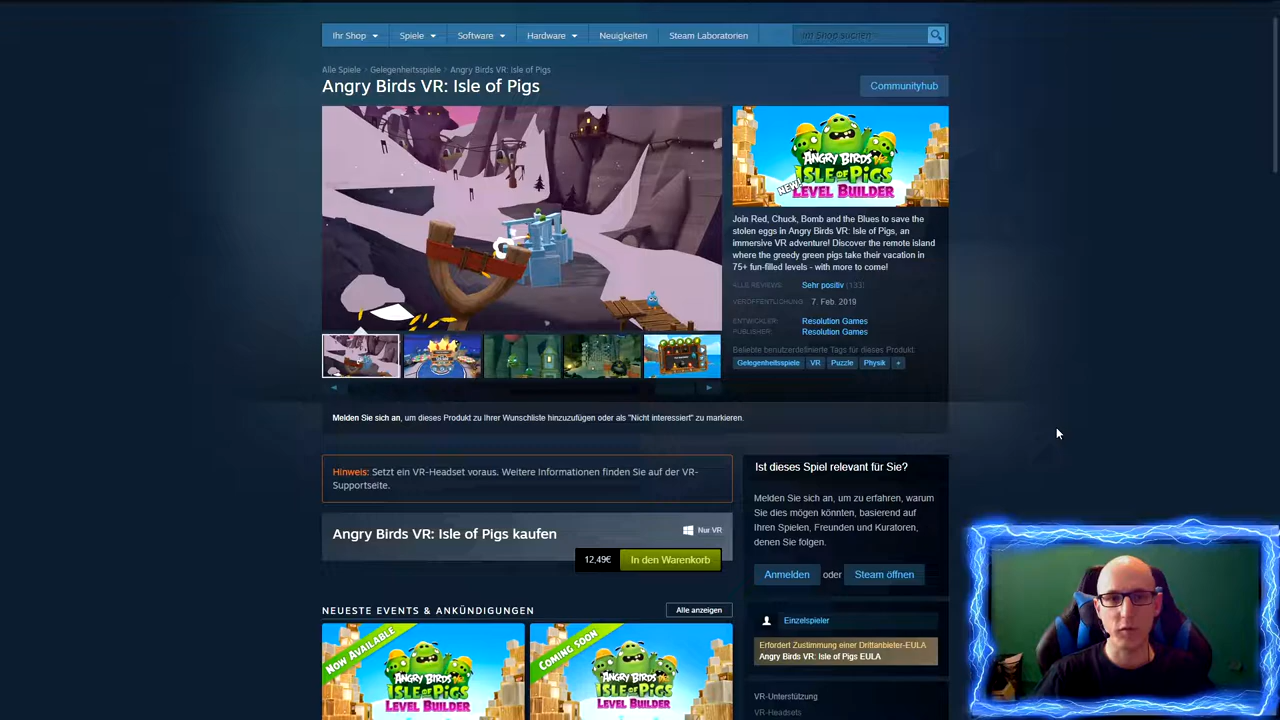 Ihr Shop
Spiele
Software
Hardware
Neuigkeiten
Steam Laboratorien
Im Shop suchen
Alle Spiele > Gelegenheitsspiele > Angry Birds VR: Isle of Pigs
Angry Birds VR: Isle of Pigs
Communityhub
ANGRY BIRDS VR
ISLE OF PIGS
NEW! LEVEL BUILDER
Join Red, Chuck, Bomb and the Blues to save the
stolen eggs in Angry Birds VR: Isle of Pigs, an
immersive VR adventure! Discover the remote island
where the greedy green pigs take their vacation in
75+ fun-filled levels - with more to come!
ALLE REVIEWS: Sehr positiv (133)
VERÖFFENTLICHUNG: 7. Feb. 2019
ENTWICKLER: Resolution Games
PUBLISHER: Resolution Games
Beliebte benutzerdefinierte Tags für dieses Produkt:
Gelegenheitsspiele VR Puzzle Physik +
Melden Sie sich an, um dieses Produkt zu Ihrer Wunschliste hinzuzufügen oder als "Nicht interessiert" zu markieren.
Hinweis: Setzt ein VR-Headset voraus. Weitere Informationen finden Sie auf der VR-
Supportseite.
Angry Birds VR: Isle of Pigs kaufen
Nur VR
12,49€ In den Warenkorb
NEUESTE EVENTS & ANKÜNDIGUNGEN
Alle anzeigen
NOW AVAILABLE
ANGRY BIRDS VR
ISLE OF PIGS
LEVEL BUILDER
COMING SOON
ANGRY BIRDS VR
ISLE OF PIGS
LEVEL BUILDER
Ist dieses Spiel relevant für Sie?
Melden Sie sich an, um zu erfahren, warum
Sie dies mögen könnten, basierend auf
Ihren Spielen, Freunden und Kuratoren,
denen Sie folgen.
Anmelden oder Steam öffnen
Einzelspieler
Erfordert Zustimmung einer Drittanbieter-EULA
Angry Birds VR: Isle of Pigs EULA
VR-Unterstützung
VR-Headsets